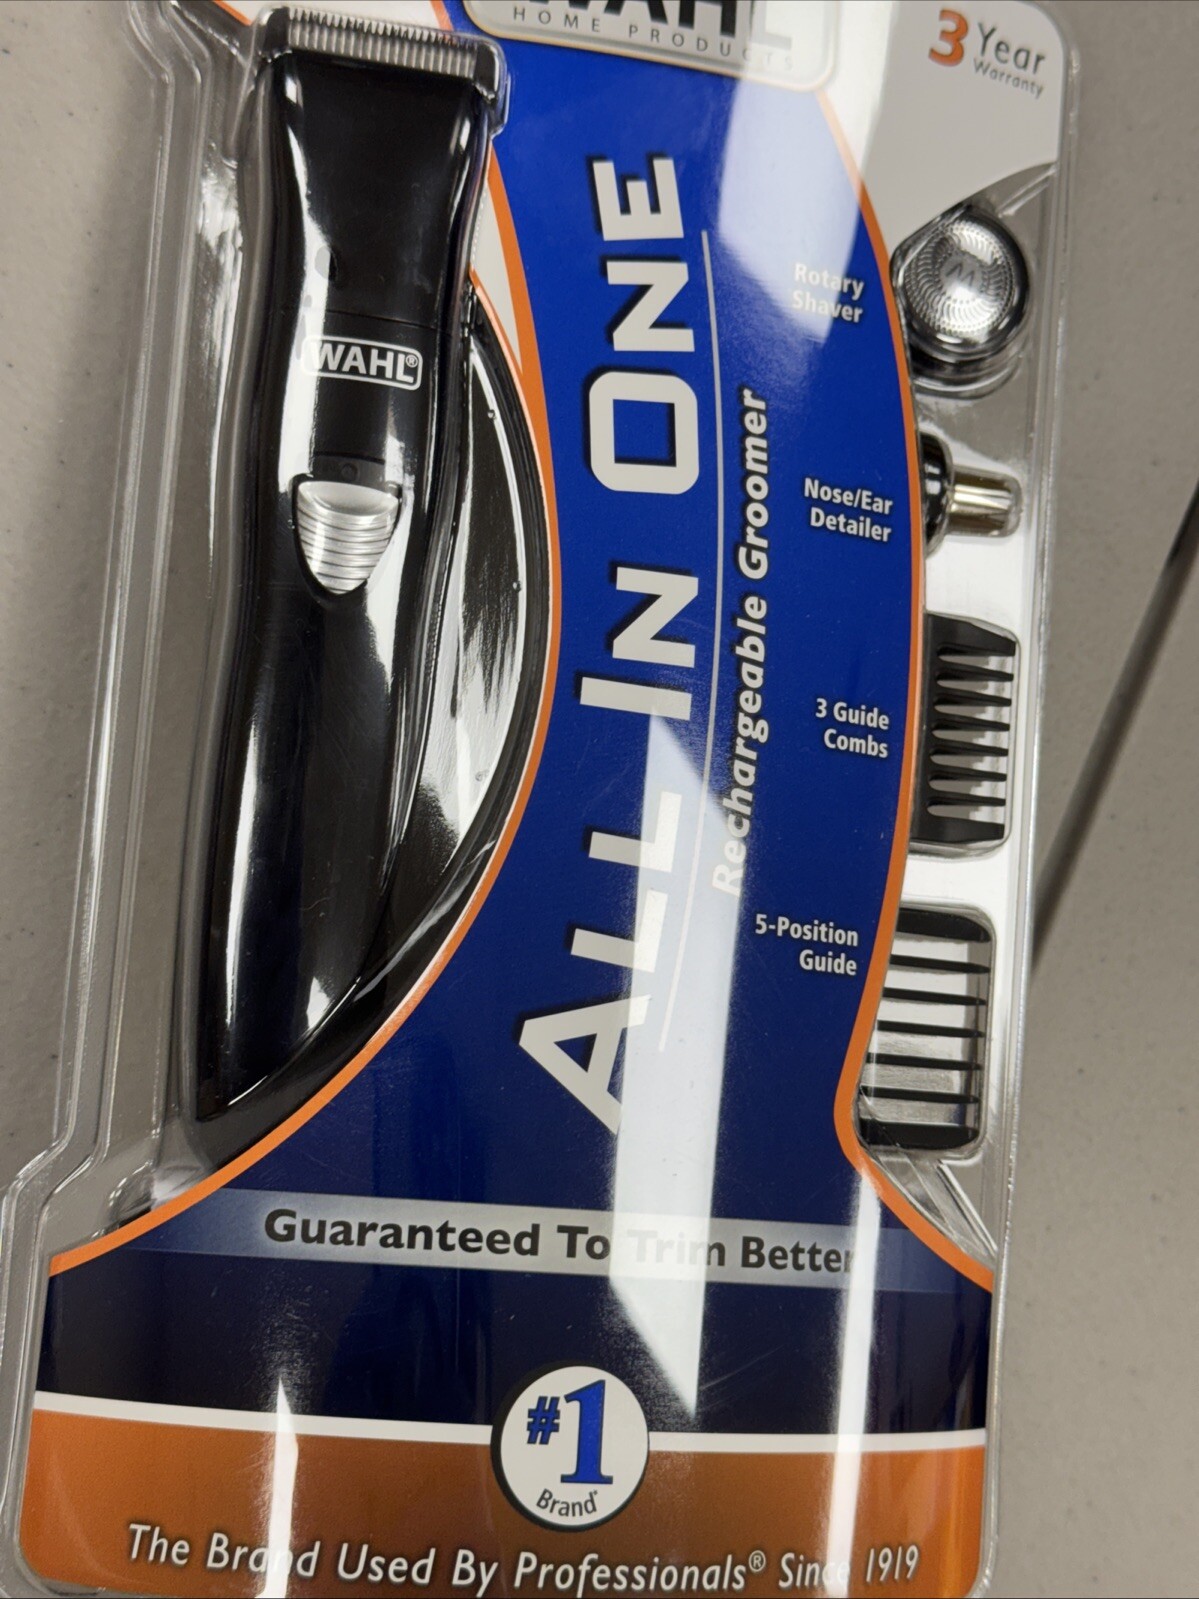 WAHL
HOME PRODUCTS
3 Year
Warranty
WAHL®
ALL IN ONE
Rechargeable Groomer
Rotary
Shaver
Nose/Ear
Detailer
3 Guide
Combs
5-Position
Guide
Guaranteed To Trim Better
#1
Brand*
The Brand Used By Professionals® Since 1919